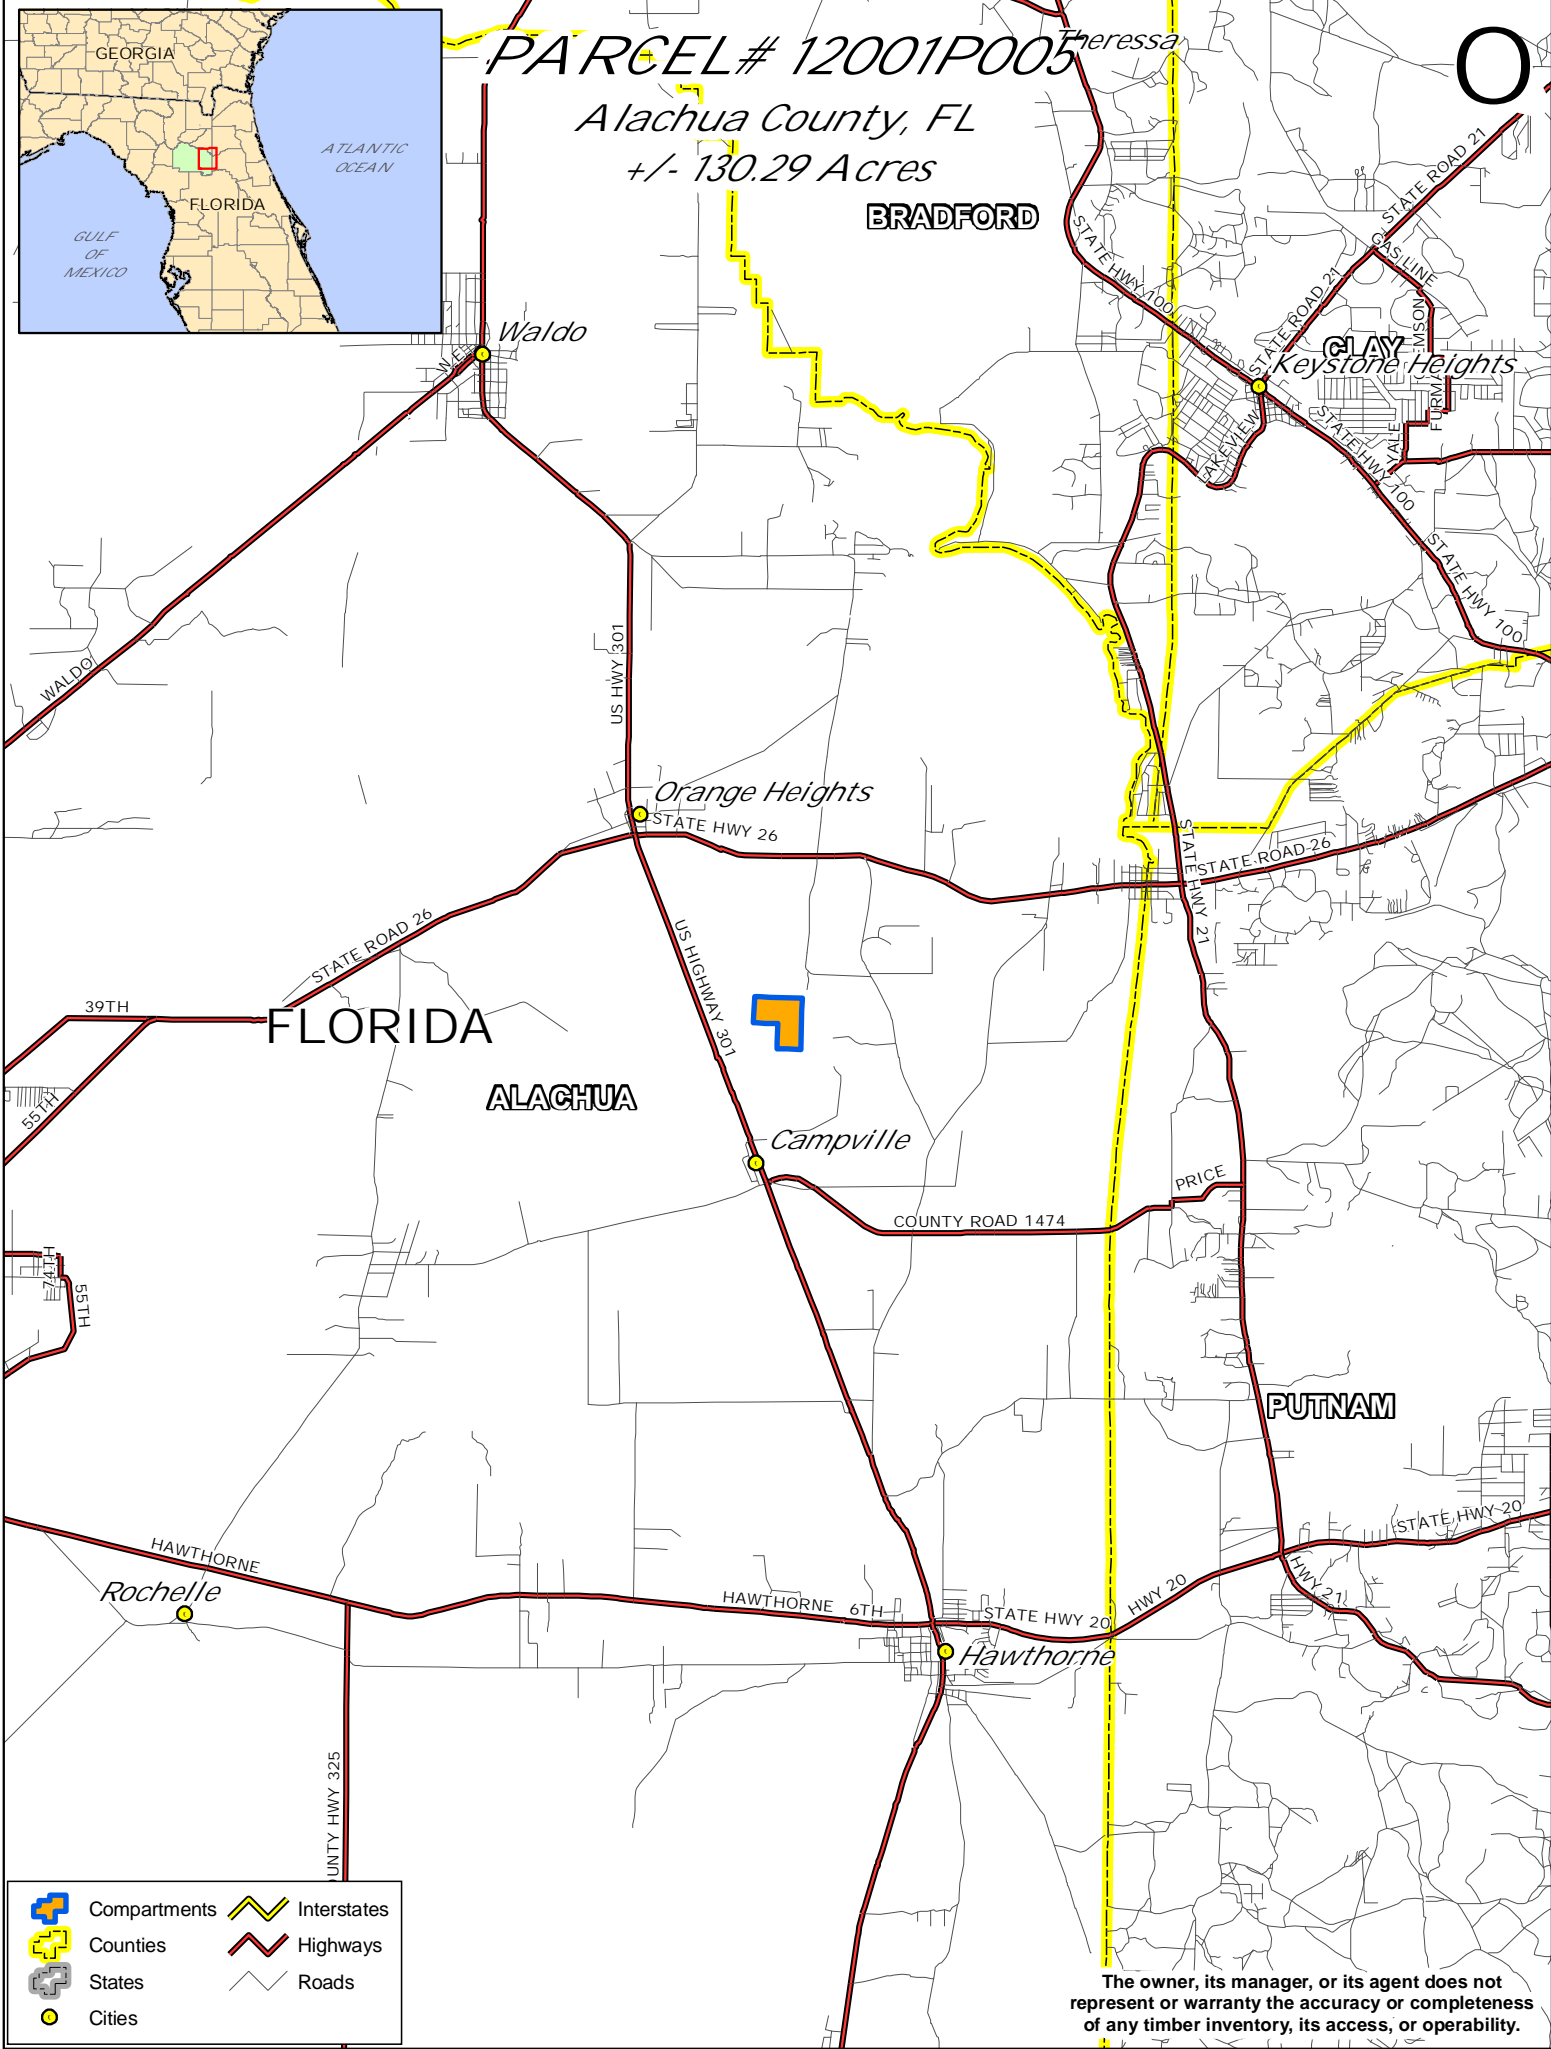 PARCEL# 12001P005
Alachua County, FL
+/- 130.29 Acres
O
GEORGIA
ATLANTIC
OCEAN
FLORIDA
GULF
OF
MEXICO
Theressa
BRADFORD
STATE ROAD 21
GAS LINE
STATE HWY 100
STATE ROAD 21
CLAY
Keystone Heights
Waldo
STATE HWY 100
YALE
STATE HWY 100
WALDO
US HWY 301
Orange Heights
STATE HWY 26
STATE ROAD 26
STATE HWY 21
STATE ROAD 26
US HIGHWAY 301
39TH
FLORIDA
55TH
ALACHUA
Campville
PRICE
COUNTY ROAD 1474
74TH
55TH
PUTNAM
STATE HWY 20
HAWTHORNE
Rochelle
HAWTHORNE
6TH
STATE HWY 20
HWY 20
HWY 21
Hawthorne
OUNTY HWY 325
Compartments
Interstates
Counties
Highways
States
Roads
Cities
The owner, its manager, or its agent does not
represent or warranty the accuracy or completeness
of any timber inventory, its access, or operability.